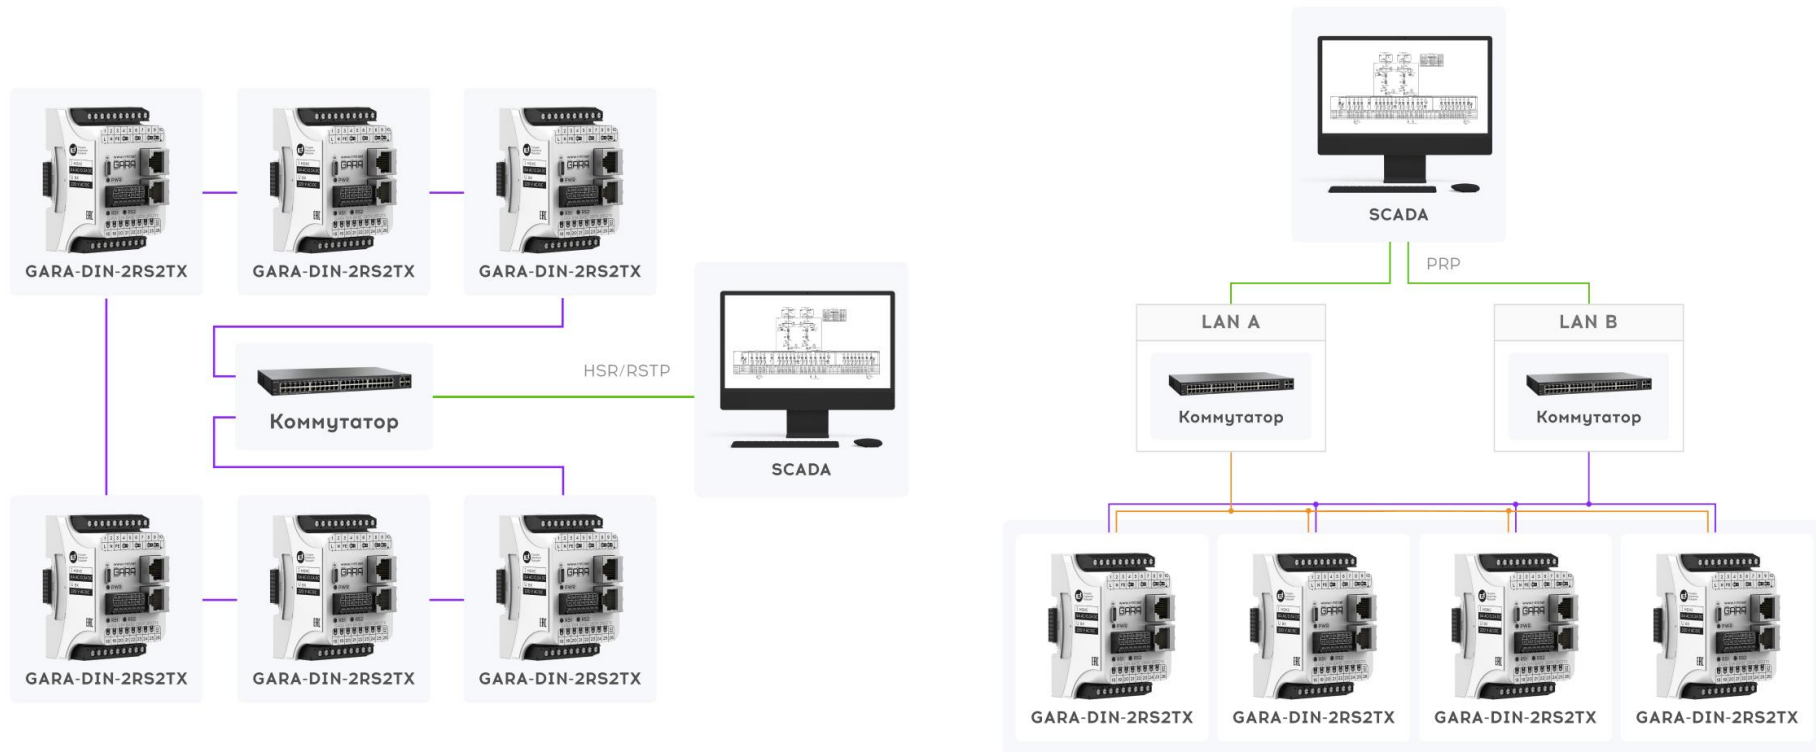 GARA-DIN-2RS2TX
GARA-DIN-2RS2TX
GARA-DIN-2RS2TX
Коммутатор
HSR/RSTP
SCADA
GARA-DIN-2RS2TX
GARA-DIN-2RS2TX
GARA-DIN-2RS2TX
SCADA
PRP
LAN A
LAN B
Коммутатор
Коммутатор
GARA-DIN-2RS2TX
GARA-DIN-2RS2TX
GARA-DIN-2RS2TX
GARA-DIN-2RS2TX